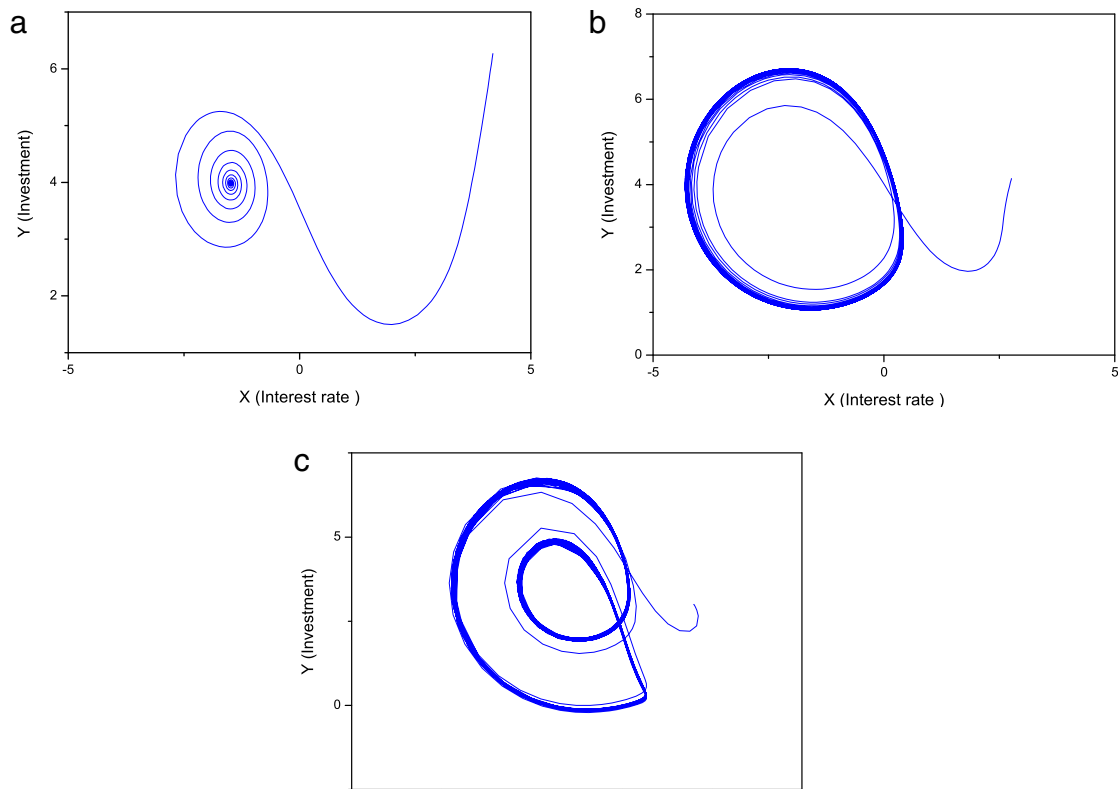 a
6
4
2
-5
0
5
Y (Investment)
X (Interest rate )
b
8
6
4
2
0
-5
0
5
Y (Investment)
X (Interest rate )
c
5
0
Y (Investment)